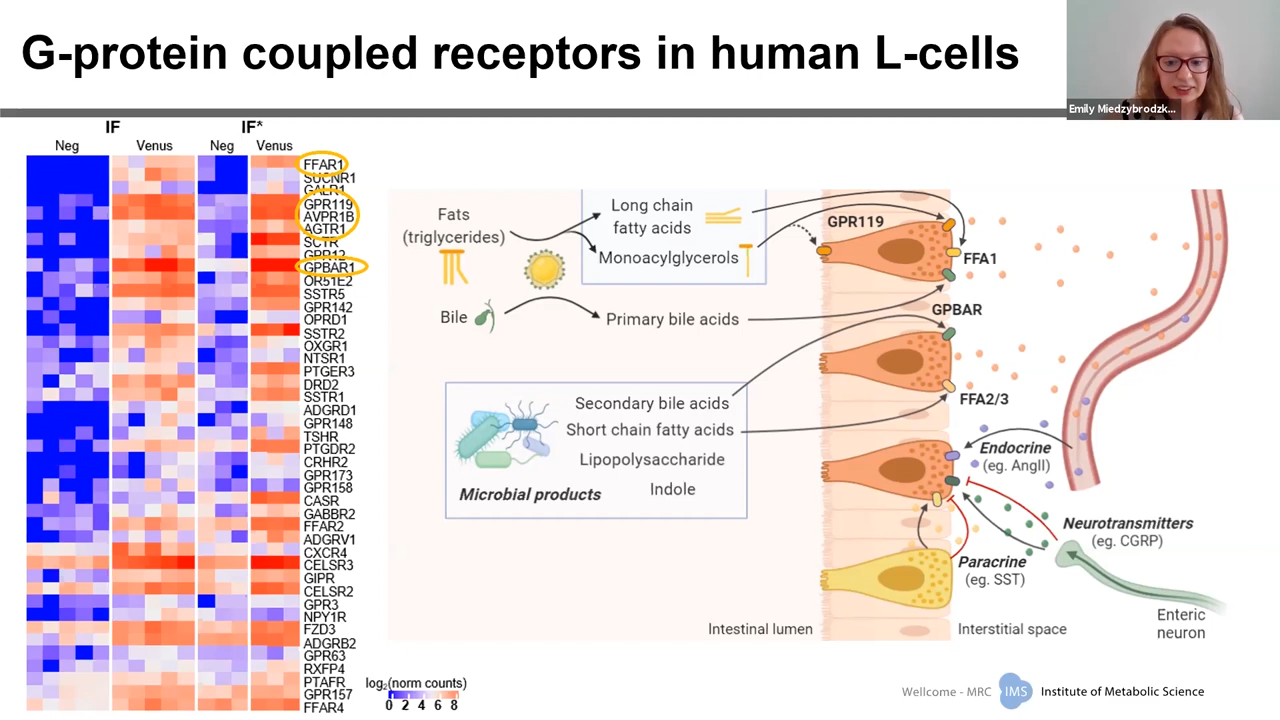 G-protein coupled receptors in human L-cells
Emily Miedzybrodzk...
IF
IF*
Neg
Venus
Neg
Venus
FFAR1
SUCNR1
GALR1
GPR119
AVPR1B
AGTR1
SCTR
GPR12
GPBAR1
OR51E2
SSTR5
GPR142
OPRD1
SSTR2
OXGR1
NTSR1
PTGER3
DRD2
SSTR1
ADGRD1
GPR148
TSHR
PTGDR2
CRHR2
GPR173
GPR158
CASR
GABBR2
FFAR2
ADGRV1
CXCR4
CELSR3
GIPR
CELSR2
GPR3
NPY1R
FZD3
ADGRB2
GPR63
RXFP4
PTAFR
GPR157
FFAR4
log2(norm counts)
0 2 4 6 8
Fats
(triglycerides)
Long chain
fatty acids
Monoacylglycerols
Bile
Primary bile acids
Secondary bile acids
Short chain fatty acids
Lipopolysaccharide
Indole
Microbial products
GPR119
FFA1
GPBAR
FFA2/3
Endocrine
(eg. AngII)
Neurotransmitters
(eg. CGRP)
Paracrine
(eg. SST)
Enteric
neuron
Intestinal lumen
Interstitial space
Wellcome - MRC IMS Institute of Metabolic Science